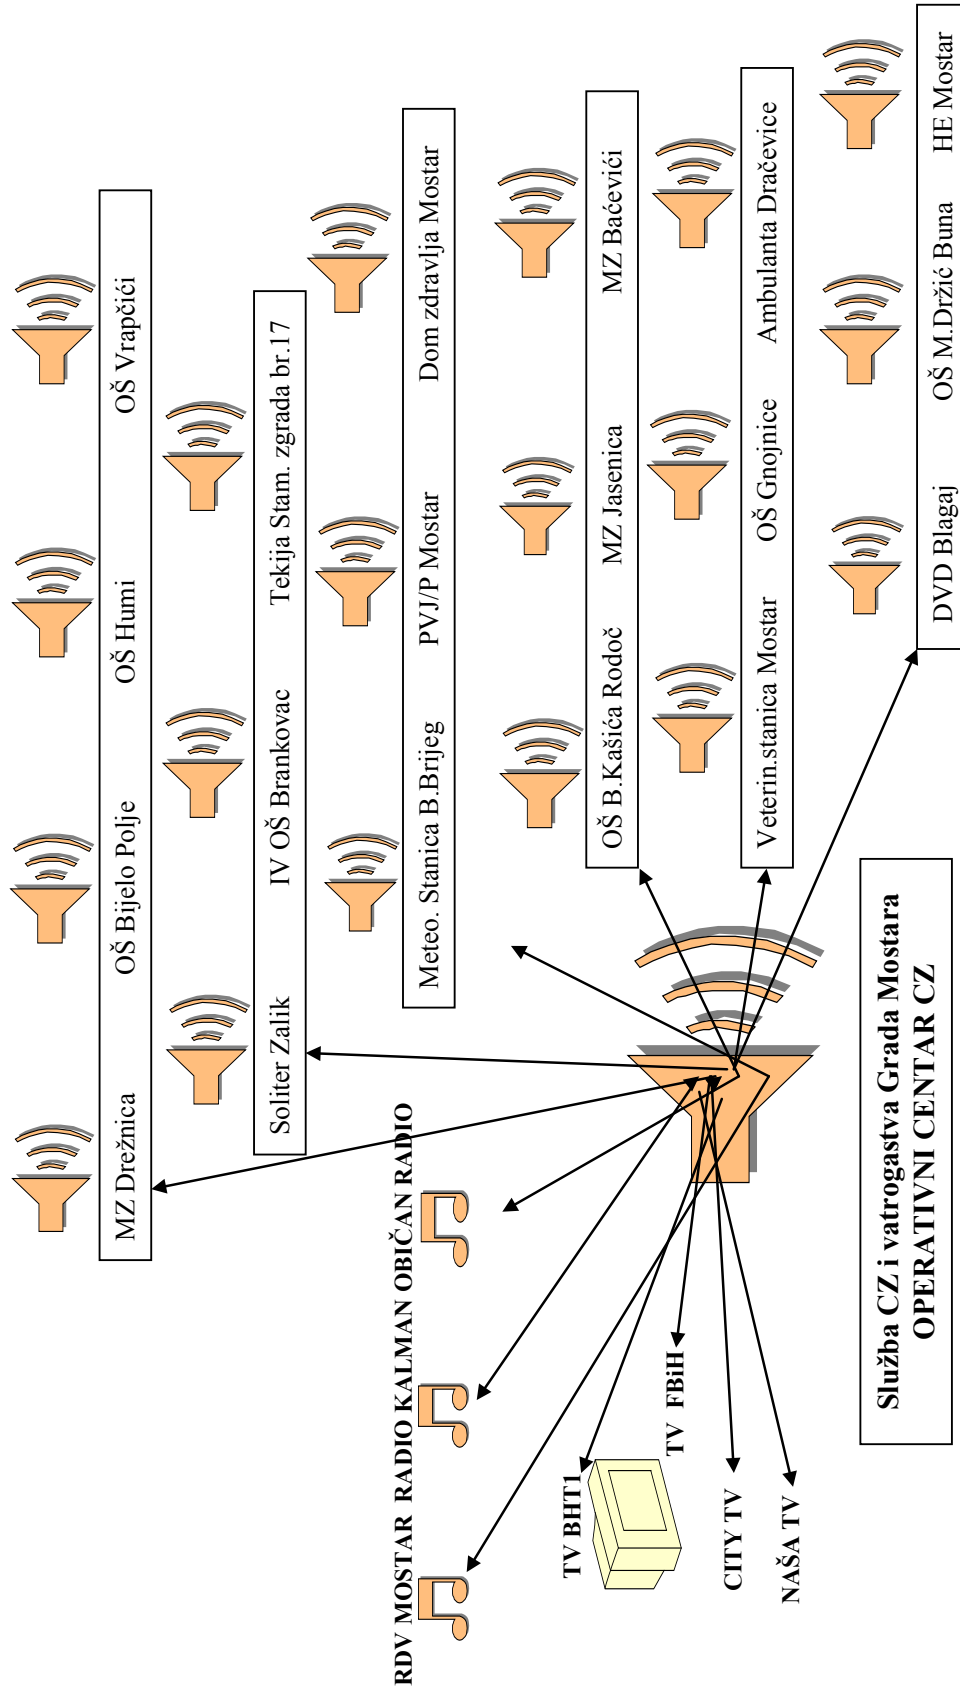 MZ Drežnica OŠ Bijelo Polje OŠ Humi OŠ Vrapčići
Soliter Zalik IV OŠ Brankovac Tekija Stam. zgrada br.17
RDV MOSTAR RADIO KALMAN OBIČAN RADIO
Meteo. Stanica B.Brijeg PVJ/P Mostar Dom zdravlja Mostar
TV BHT1
OŠ B.Kašića Rodoč MZ Jasenica MZ Baćevići
TV FBiH
CITY TV
NAŠA TV
Veterin.stanica Mostar OŠ Gnojnice Ambulanta Dračevice
Služba CZ i vatrogastva Grada Mostara
OPERATIVNI CENTAR CZ
DVD Blagaj OŠ M.Držić Buna HE Mostar